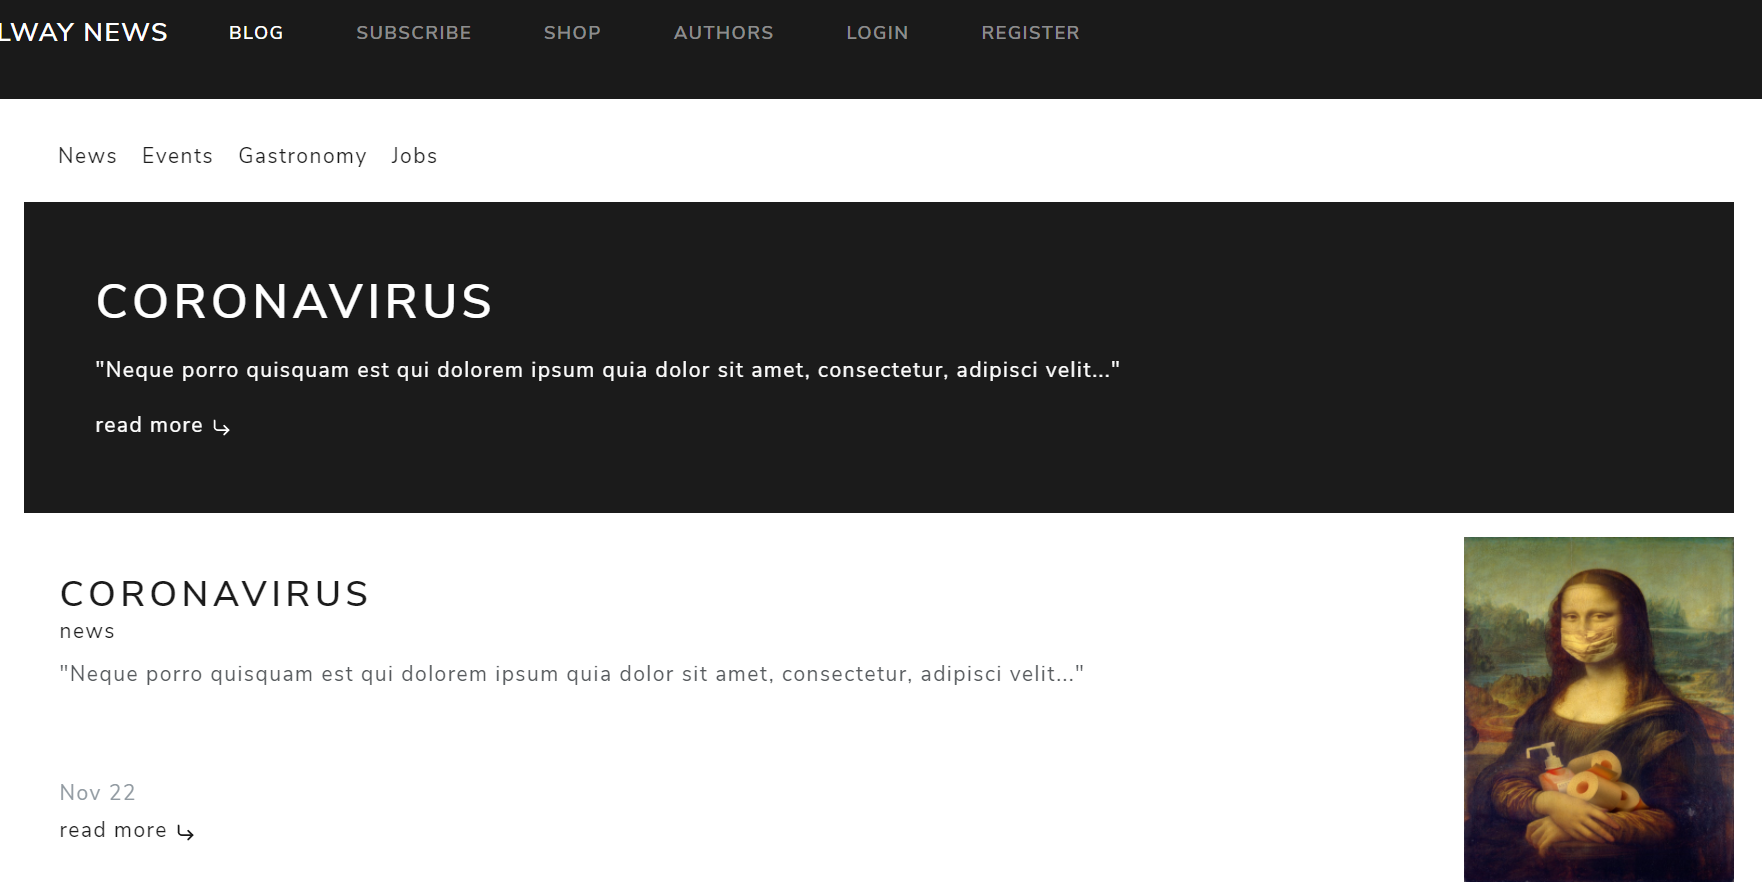 LWAY NEWS BLOG SUBSCRIBE SHOP AUTHORS LOGIN REGISTER
News Events Gastronomy Jobs
CORONAVIRUS
"Neque porro quisquam est qui dolorem ipsum quia dolor sit amet, consectetur, adipisci velit..."
read more
CORONAVIRUS
news
"Neque porro quisquam est qui dolorem ipsum quia dolor sit amet, consectetur, adipisci velit..."
Nov 22
read more